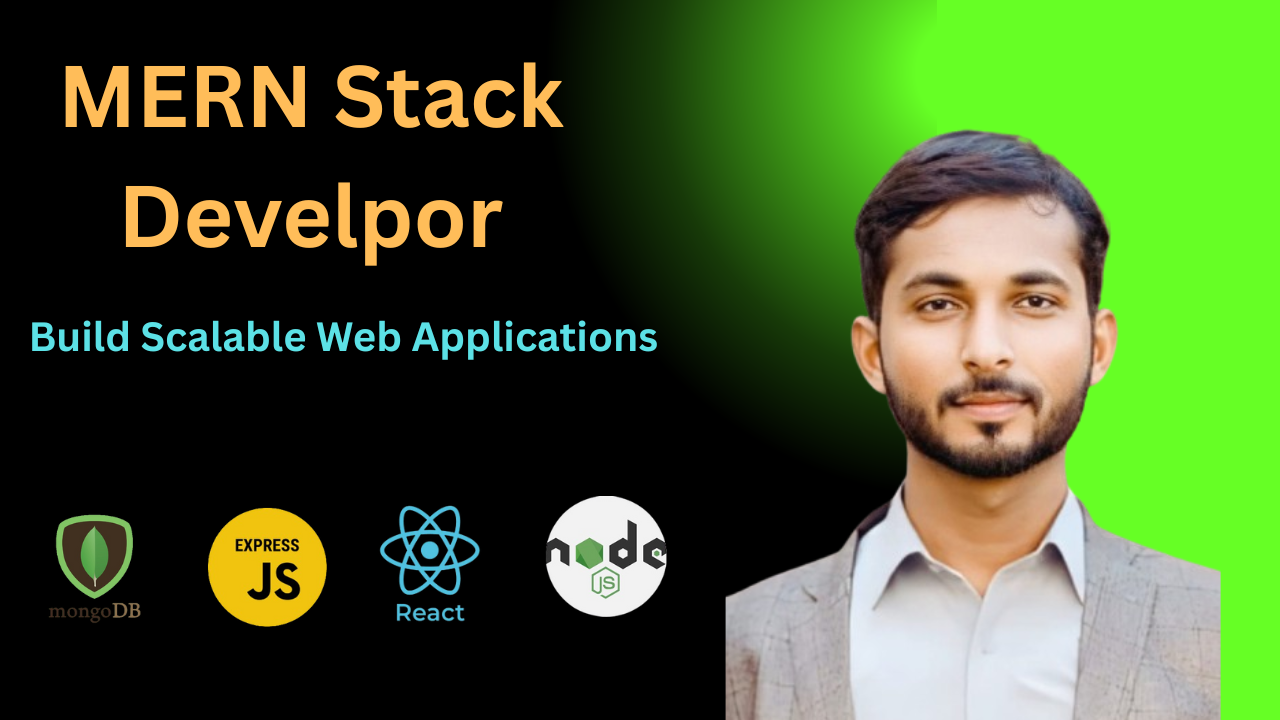 MERN Stack
Develpor
Build Scalable Web Applications
mongoDB
EXPRESS
JS
React
node
JS